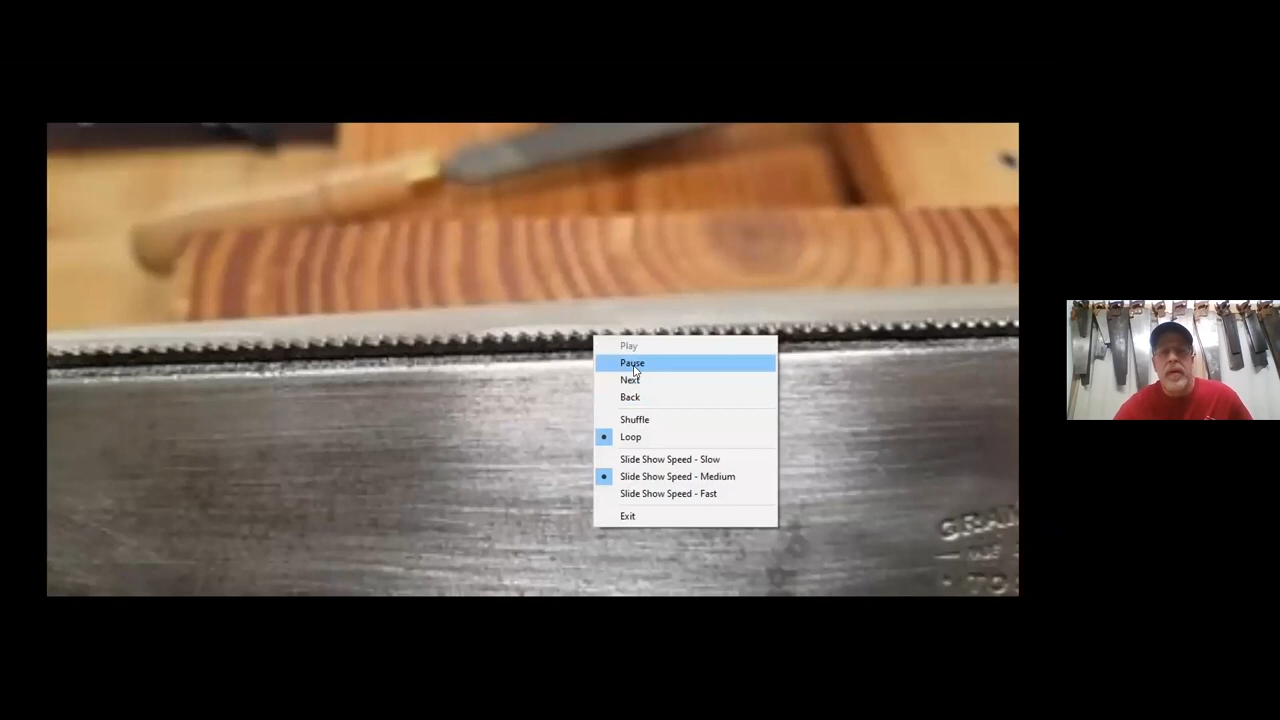 Play
Pause
Next
Back
Shuffle
Loop
Slide Show Speed - Slow
Slide Show Speed - Medium
Slide Show Speed - Fast
Exit